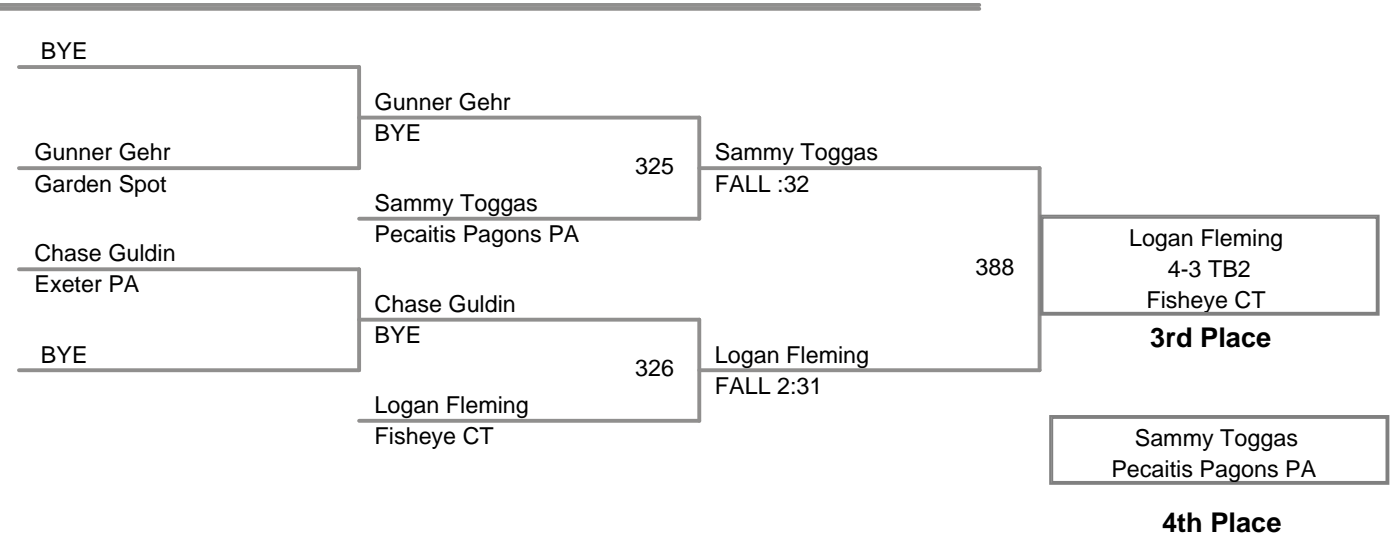 BYE
Gunner Gehr
BYE
Gunner Gehr
Garden Spot
325
Sammy Toggas
FALL :32
Sammy Toggas
Pecaitis Pagons PA
Chase Guldin
Exeter PA
388
Logan Fleming
4-3 TB2
Fisheye CT
3rd Place
Chase Guldin
BYE
BYE
326
Logan Fleming
FALL 2:31
Logan Fleming
Fisheye CT
Sammy Toggas
Pecaitis Pagons PA
4th Place